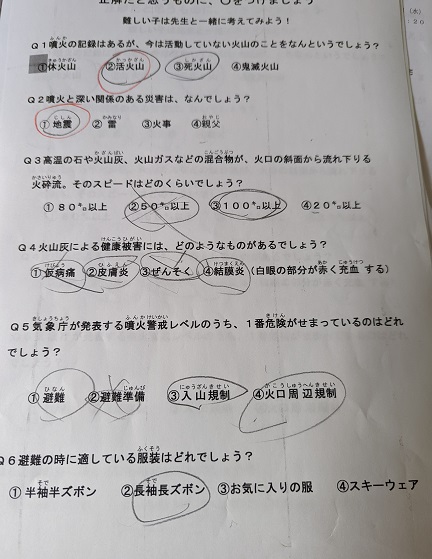 正解だと思うものに、○をつけましょう
難しい子は先生と一緒に考えてみよう！
Q1噴火の記録はあるが、今は活動していない火山のことをなんというでしょう？
①休火山 ②活火山 ③死火山 ④鬼滅火山
Q2噴火と深い関係のある災害は、なんでしょう？
①地震 ② 雷 ③火事 ④親父
Q3高温の石や火山灰、火山ガスなどの混合物が、火口の斜面から流れ下りる
火砕流。そのスピードはどのくらいでしょう？
①80㌔以上 ②50㌔以上 ③100㌔以上 ④20㌔以上
Q4火山灰による健康被害には、どのようなものがあるでしょう？
①仮病痛 ②皮膚炎 ③ぜんそく ④結膜炎（白眼の部分が赤く充血 する）
Q5気象庁が発表する噴火警戒レベルのうち、1番危険がせまっているのはどれ
でしょう？
① 避難 ②避難準備 ③入山規制 ④火口周辺規制
Q6避難の時に適している服装はどれでしょう？
①半袖半ズボン ②長袖長ズボン ③お気に入りの服 ④スキーウェア